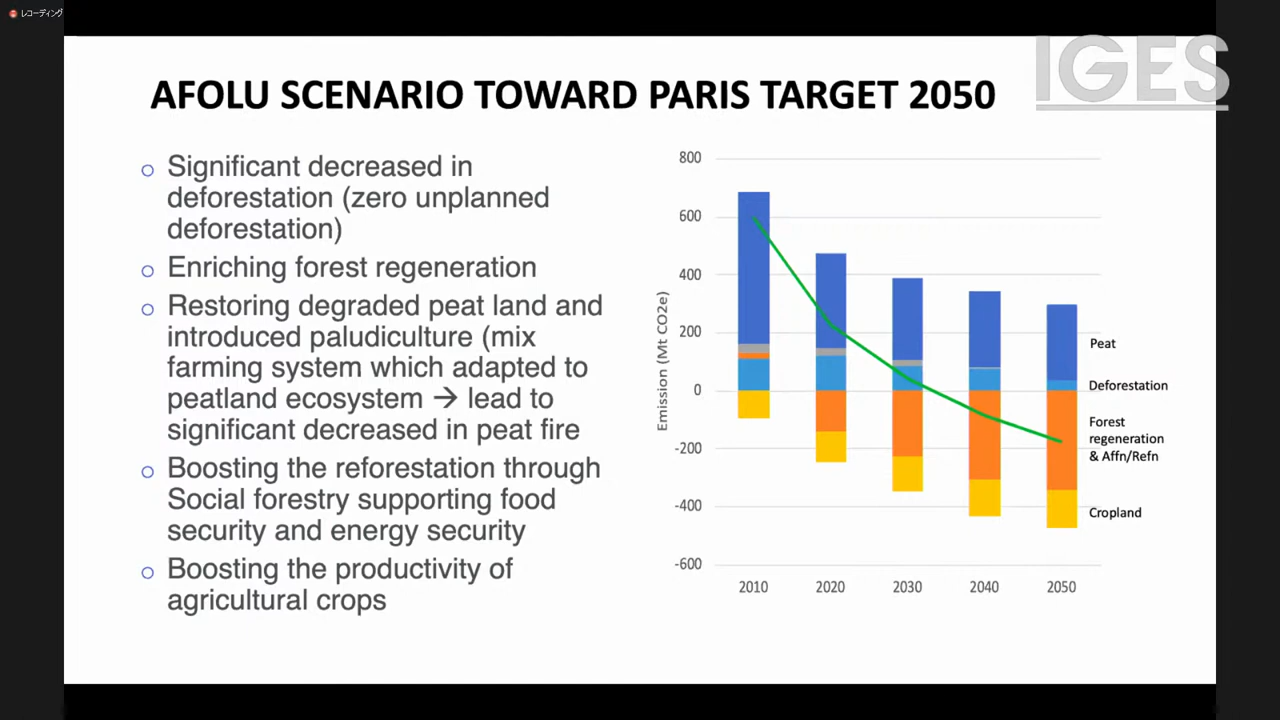 レコーディング
IGES
AFOLU SCENARIO TOWARD PARIS TARGET 2050
Significant decreased in
deforestation (zero unplanned
deforestation)
Enriching forest regeneration
Restoring degraded peat land and
introduced paludiculture (mix
farming system which adapted to
peatland ecosystem → lead to
significant decreased in peat fire
Boosting the reforestation through
Social forestry supporting food
security and energy security
Boosting the productivity of
agricultural crops
Emission (Mt CO2e)
800
600
400
200
0
-200
-400
-600
2010 2020 2030 2040 2050
Peat
Deforestation
Forest
regeneration
& Affn/Refn
Cropland